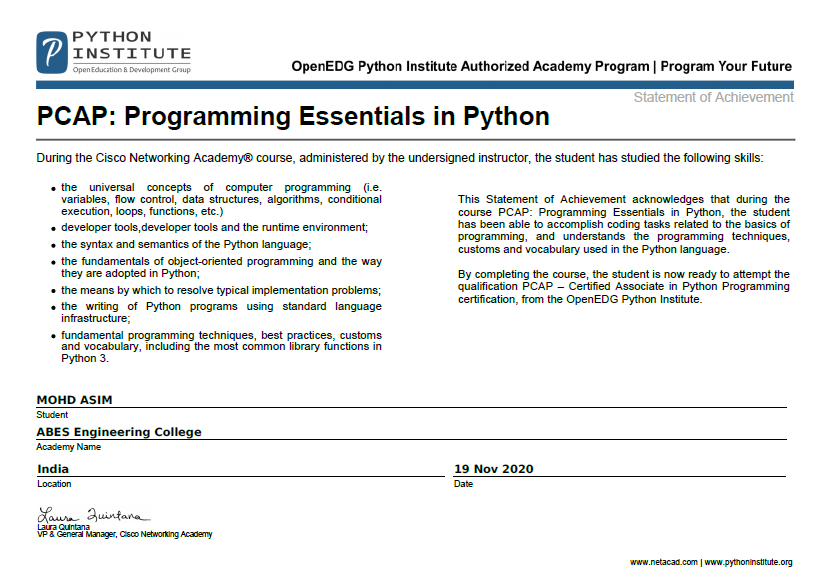 PYTHON
INSTITUTE
Open Education & Development Group
OpenEDG Python Institute Authorized Academy Program | Program Your Future
Statement of Achievement
PCAP: Programming Essentials in Python
During the Cisco Networking Academy® course, administered by the undersigned instructor, the student has studied the following skills:
• the universal concepts of computer programming (i.e.
variables, flow control, data structures, algorithms, conditional
execution, loops, functions, etc.)
• developer tools,developer tools and the runtime environment;
• the syntax and semantics of the Python language;
• the fundamentals of object-oriented programming and the way
they are adopted in Python;
• the means by which to resolve typical implementation problems;
• the writing of Python programs using standard language
infrastructure;
• fundamental programming techniques, best practices, customs
and vocabulary, including the most common library functions in
Python 3.
This Statement of Achievement acknowledges that during the
course PCAP: Programming Essentials in Python, the student
has been able to accomplish coding tasks related to the basics of
programming, and understands the programming techniques,
customs and vocabulary used in the Python language.
By completing the course, the student is now ready to attempt the
qualification PCAP – Certified Associate in Python Programming
certification, from the OpenEDG Python Institute.
MOHD ASIM
Student
ABES Engineering College
Academy Name
India
Location
19 Nov 2020
Date
Laura Quintana
Laura Quintana
VP & General Manager, Cisco Networking Academy
www.netacad.com | www.pythoninstitute.org